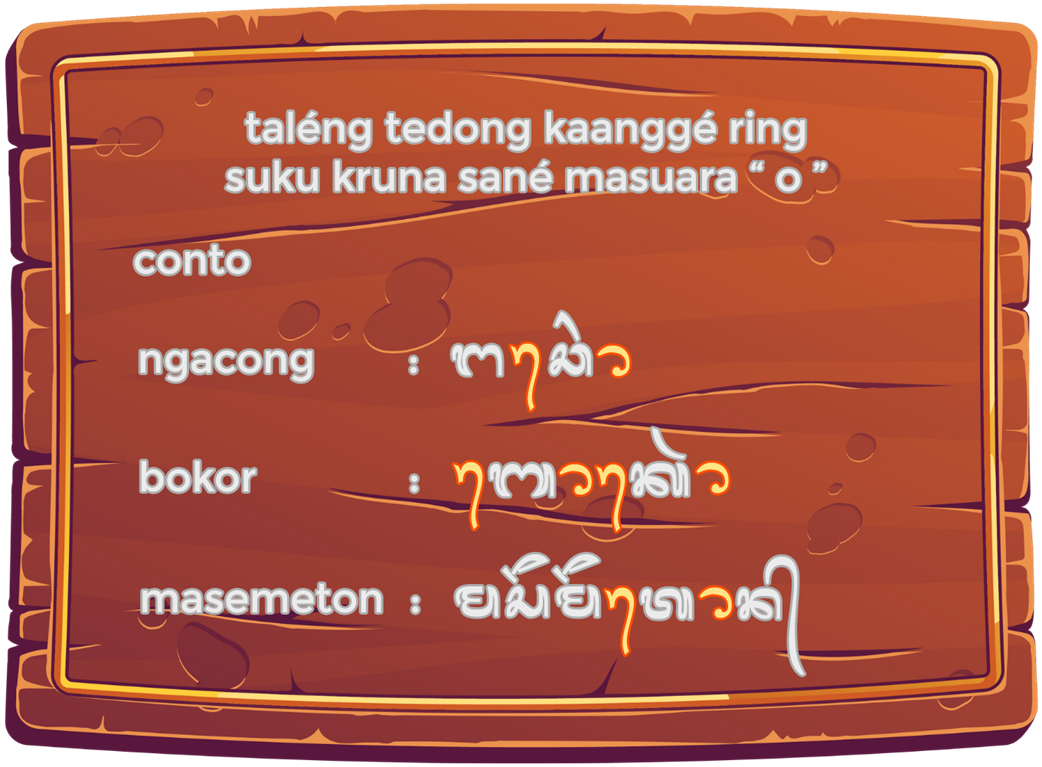 taléng tedong kaanggé ring
suku kruna sané masuara “ o ”
conto
ngacong : ᬗᬘᭀᬂ
bokor : ᬩᭀᬓᭀᬃ
masemeton : ᬫᬲᭂᬫᭂᬢᭀᬦ᭄